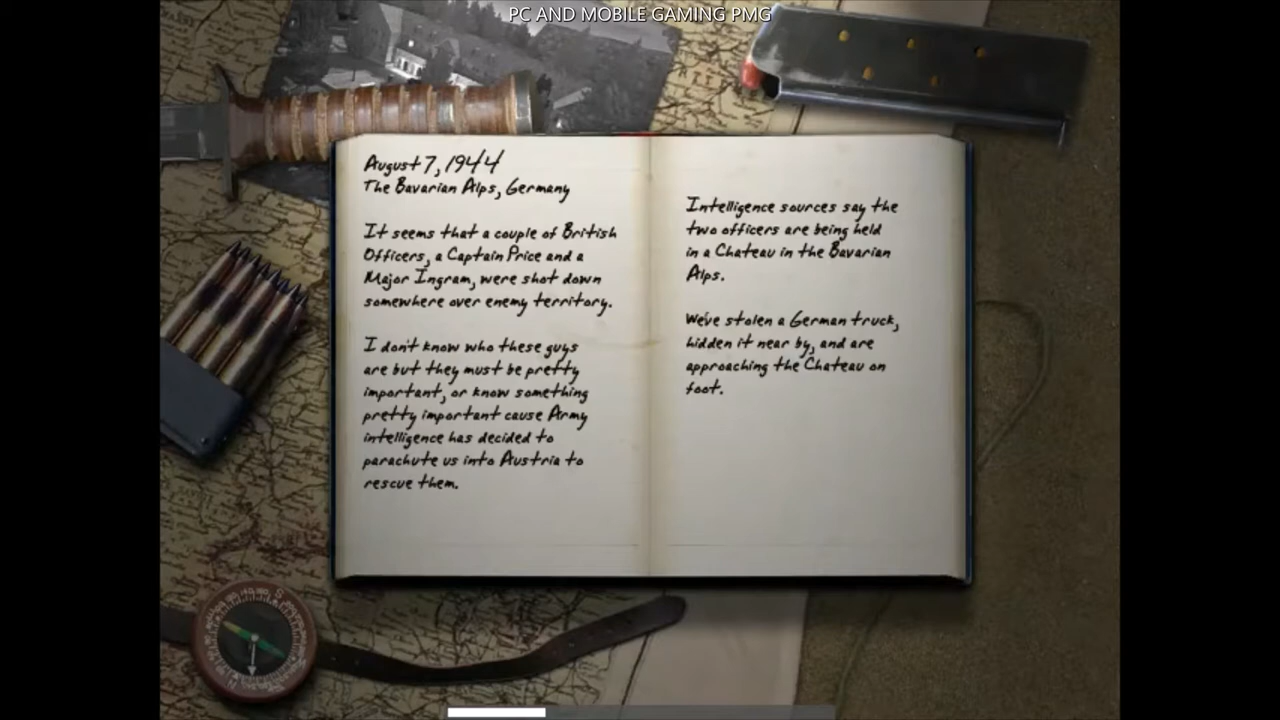 PC AND MOBILE GAMING PMG
August 7, 1944
The Bavarian Alps, Germany
It seems that a couple of British
Officers, a Captain Price and a
Major Ingram, were shot down
somewhere over enemy territory.
I don't know who these guys
are but they must be pretty
important, or know something
pretty important cause Army
intelligence has decided to
parachute us into Austria to
rescue them.
Intelligence sources say the
two officers are being held
in a Chateau in the Bavarian
Alps.
We've stolen a German truck,
hidden it near by, and are
approaching the Chateau on
foot.